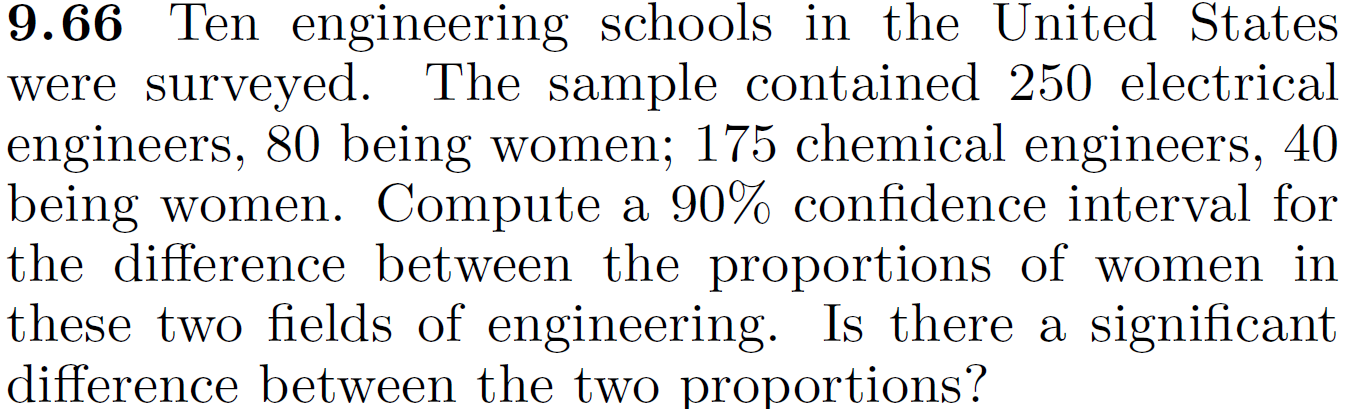 9.66 Ten engineering schools in the United States
were surveyed. The sample contained 250 electrical
engineers, 80 being women; 175 chemical engineers, 40
being women. Compute a 90% confidence interval for
the difference between the proportions of women in
these two fields of engineering. Is there a significant
difference between the two proportions?